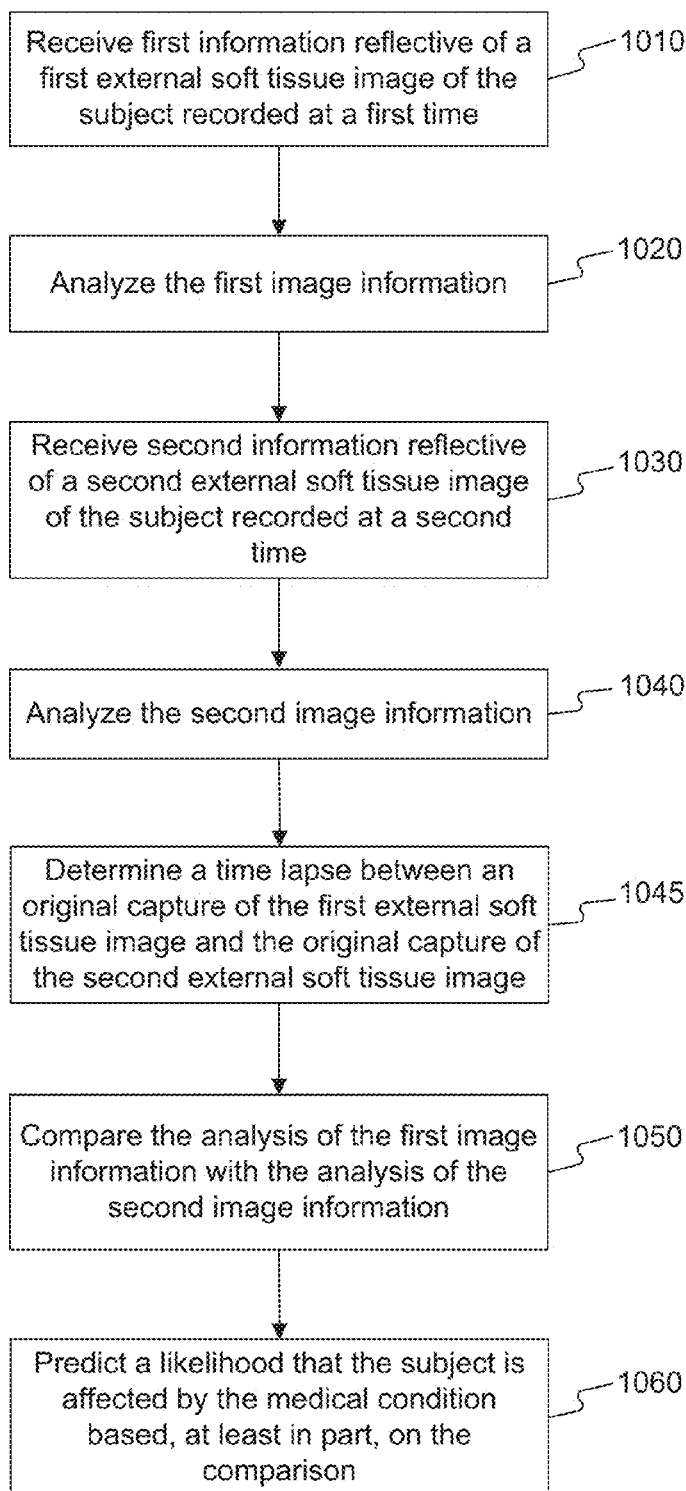 Receive first information reflective of a
first external soft tissue image of the
subject recorded at a first time
1010
Analyze the first image information
1020
Receive second information reflective
of a second external soft tissue image
of the subject recorded at a second
time
1030
Analyze the second image information
1040
Determine a time lapse between an
original capture of the first external soft
tissue image and the original capture of
the second external soft tissue image
1045
Compare the analysis of the first image
information with the analysis of the
second image information
1050
Predict a likelihood that the subject is
affected by the medical condition
based, at least in part, on the
comparison
1060